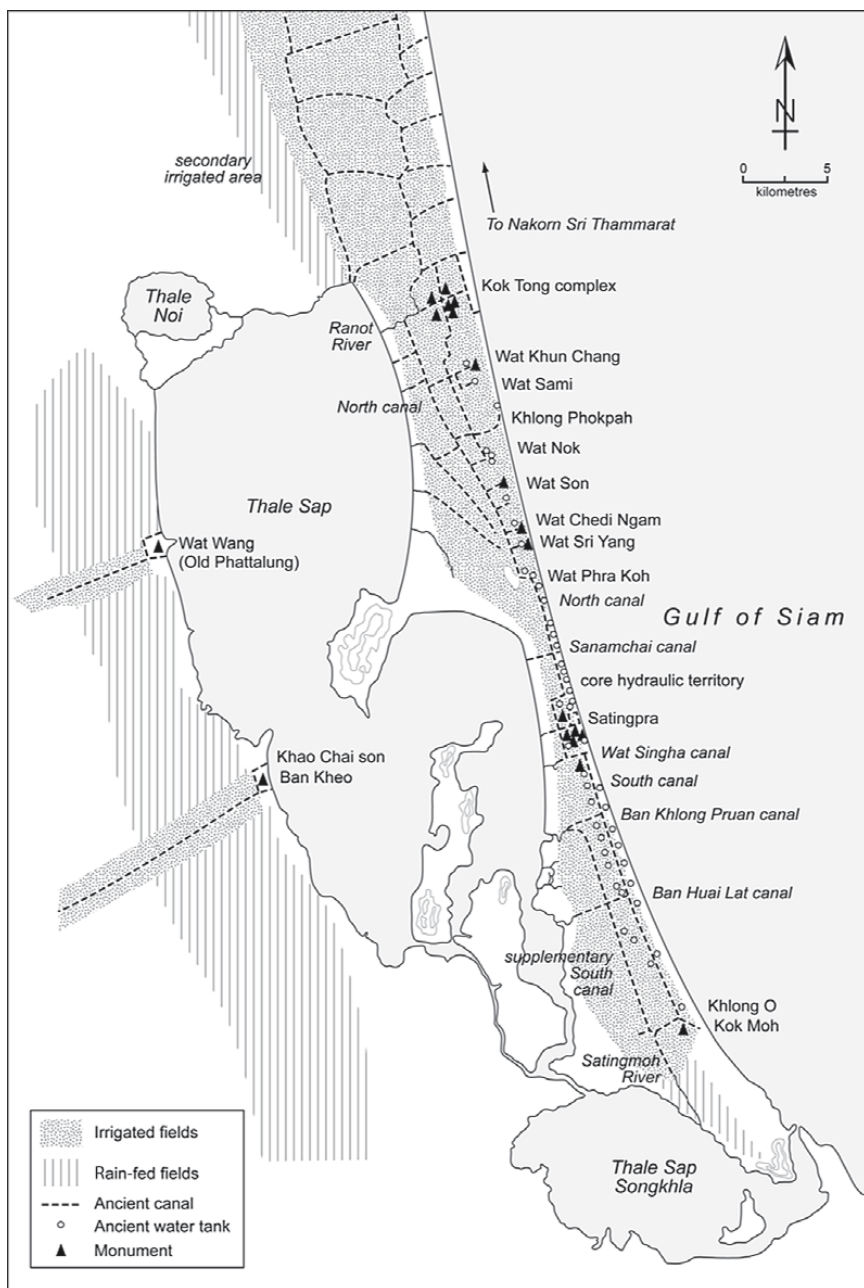 N
0 5
kilometres
secondary
irrigated area
To Nakorn Sri Thammarat
Thale
Noi
Kok Tong complex
Ranot
River
Wat Khun Chang
Wat Sami
North canal
Khlong Phokpah
Wat Nok
Thale Sap
Wat Son
Wat Chedi Ngam
Wat Sri Yang
Wat Wang
(Old Phattalung)
Wat Phra Koh
North canal
Gulf of Siam
Sanamchai canal
core hydraulic territory
Satingpra
Wat Singha canal
Khao Chai son
Ban Kheo
South canal
Ban Khlong Pruan canal
Ban Huai Lat canal
supplementary
South
canal
Khlong O
Kok Moh
Satingmoh
River
Thale Sap
Songkhla
Irrigated fields
Rain-fed fields
Ancient canal
Ancient water tank
Monument